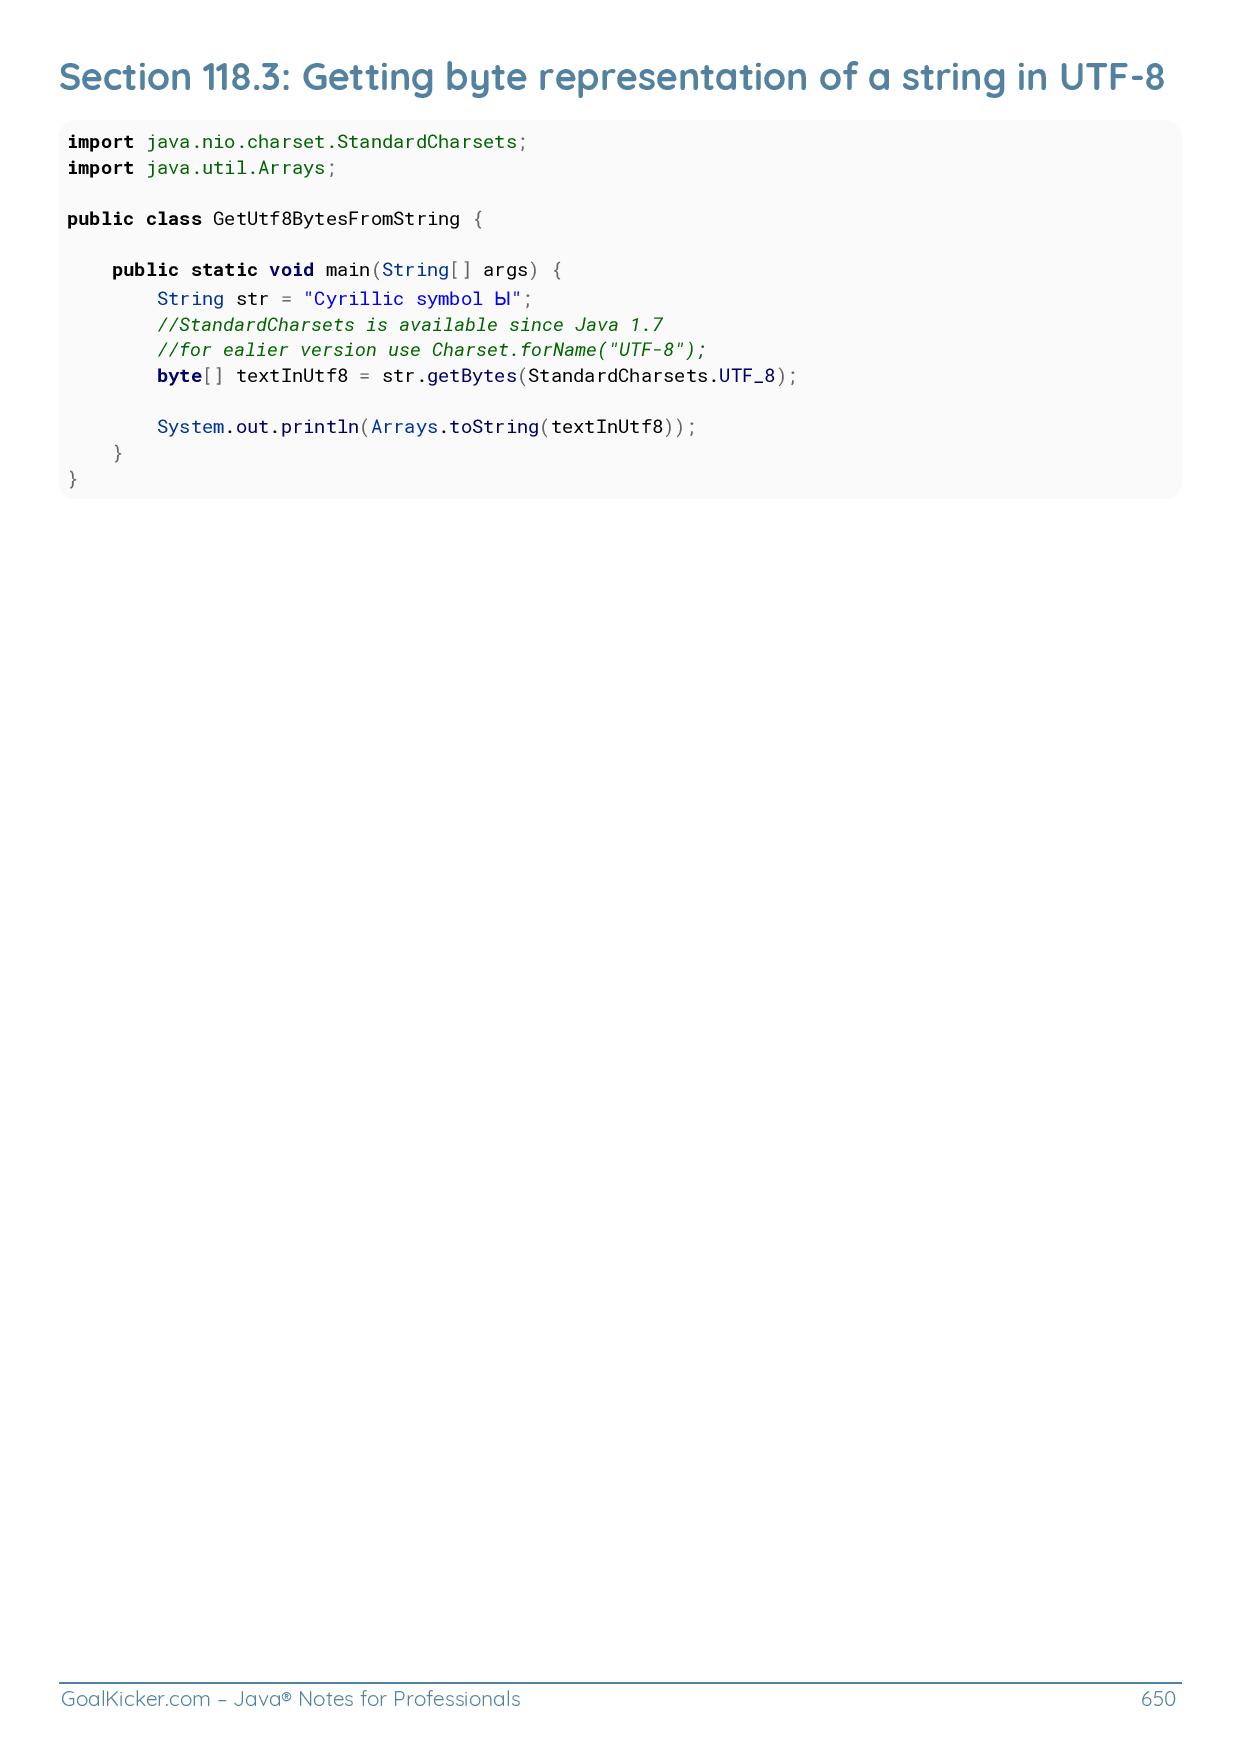 Section 118.3: Getting byte representation of a string in UTF-8
import java.nio.charset.StandardCharsets;
import java.util.Arrays;
public class GetUtf8BytesFromString {
    public static void main(String[] args) {
        String str = "Cyrillic symbol Ы";
        //StandardCharsets is available since Java 1.7
        //for ealier version use Charset.forName("UTF-8");
        byte[] textInUtf8 = str.getBytes(StandardCharsets.UTF_8);
        System.out.println(Arrays.toString(textInUtf8));
    }
}
GoalKicker.com – Java® Notes for Professionals 650